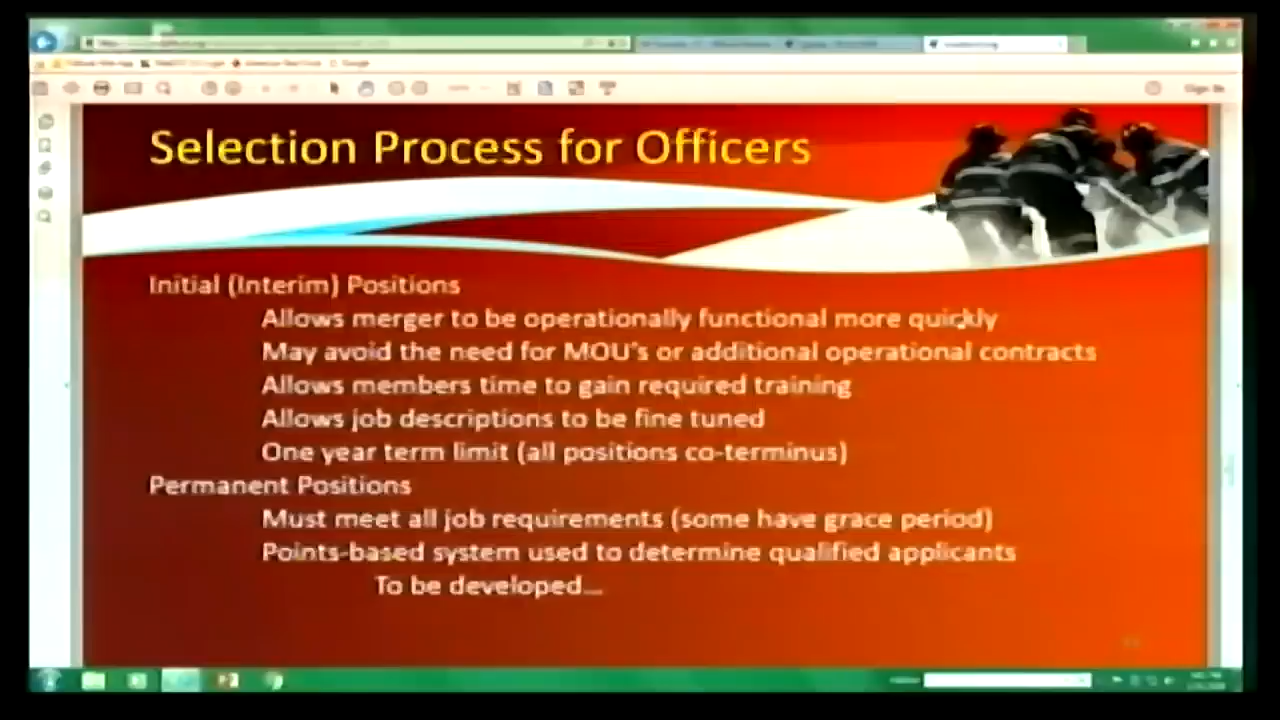 Sign In
Selection Process for Officers
Initial (Interim) Positions
Allows merger to be operationally functional more quickly
May avoid the need for MOU's or additional operational contracts
Allows members time to gain required training
Allows job descriptions to be fine tuned
One year term limit (all positions co-terminus)
Permanent Positions
Must meet all job requirements (some have grace period)
Points-based system used to determine qualified applicants
To be developed...